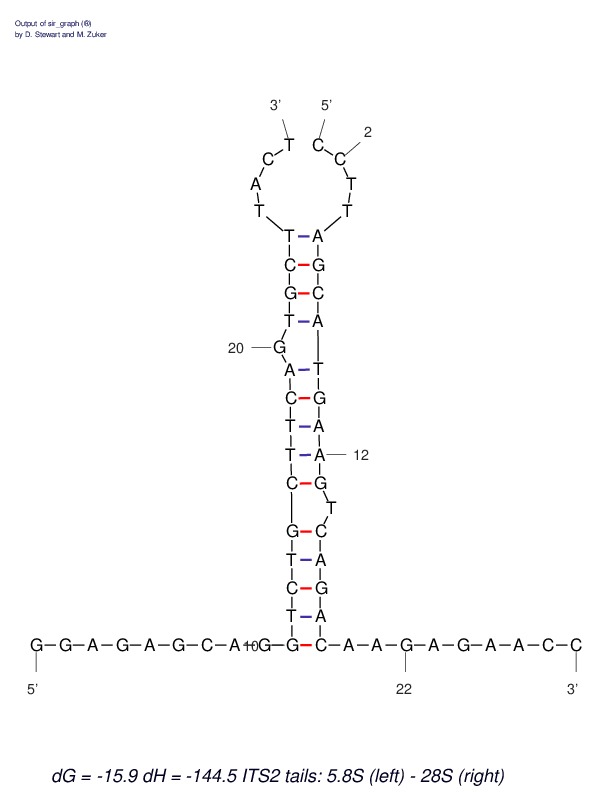 Output of sir_graph (®)
by D. Stewart and M. Zuker
3' 5'
T C 2
C C
A T
T T
T A
C G
G C
T A
20 G
A T
C G
T A
T A 12
C G
T
G C
T A
C G
T A
G G A G A G C A 10 G G C A A G A G A A C C
5' 22 3'
dG = -15.9 dH = -144.5 ITS2 tails: 5.8S (left) - 28S (right)